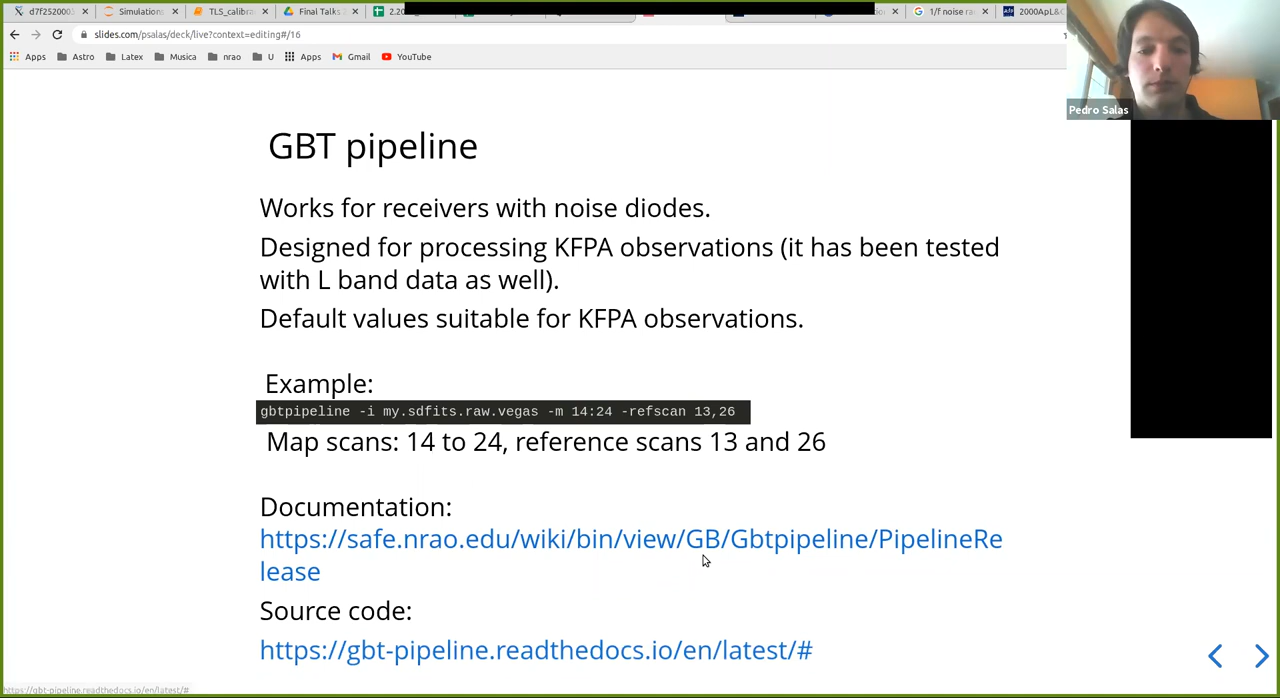 d7f252000
Simulation
TLS_calibra
Final Talks
2.20
1/f noise ra
2000ApL&
slides.com/psalas/deck/live?context=editing#/16
Apps Astro Latex Musica nrao U Apps Gmail YouTube
Pedro Salas
GBT pipeline
Works for receivers with noise diodes.
Designed for processing KFPA observations (it has been tested
with L band data as well).
Default values suitable for KFPA observations.
Example:
gbtpipeline -i my.sdfits.raw.vegas -m 14:24 -refscan 13,26
Map scans: 14 to 24, reference scans 13 and 26
Documentation:
https://safe.nrao.edu/wiki/bin/view/GB/Gbtpipeline/PipelineRe
lease
Source code:
https://gbt-pipeline.readthedocs.io/en/latest/#
https://gbt-pipeline.readthedocs.io/en/latest/#